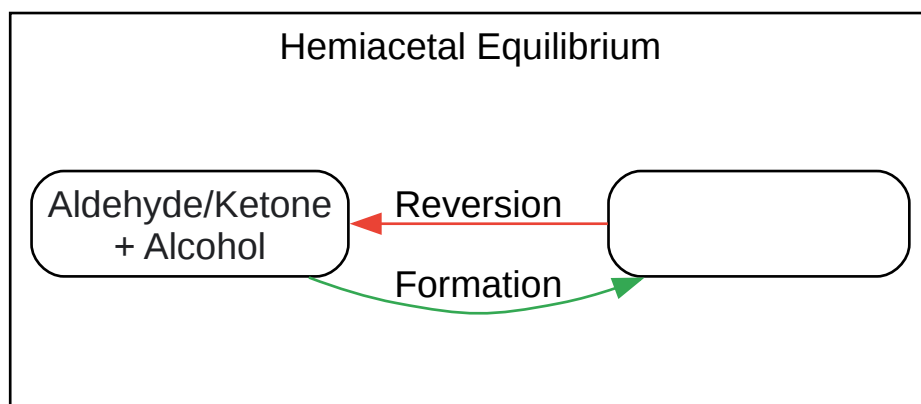 Hemiacetal Equilibrium
Aldehyde/Ketone
+ Alcohol
Reversion
Formation